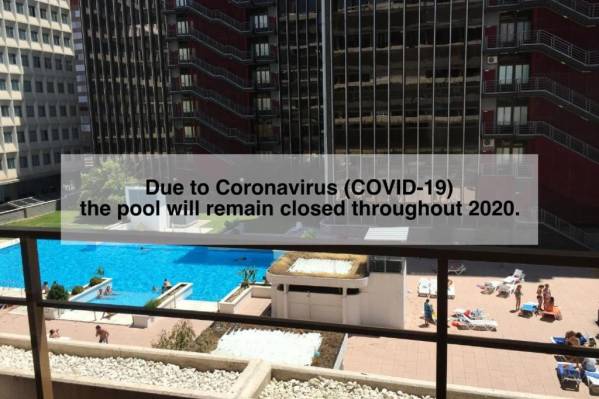 Due to Coronavirus (COVID-19)
the pool will remain closed throughout 2020.